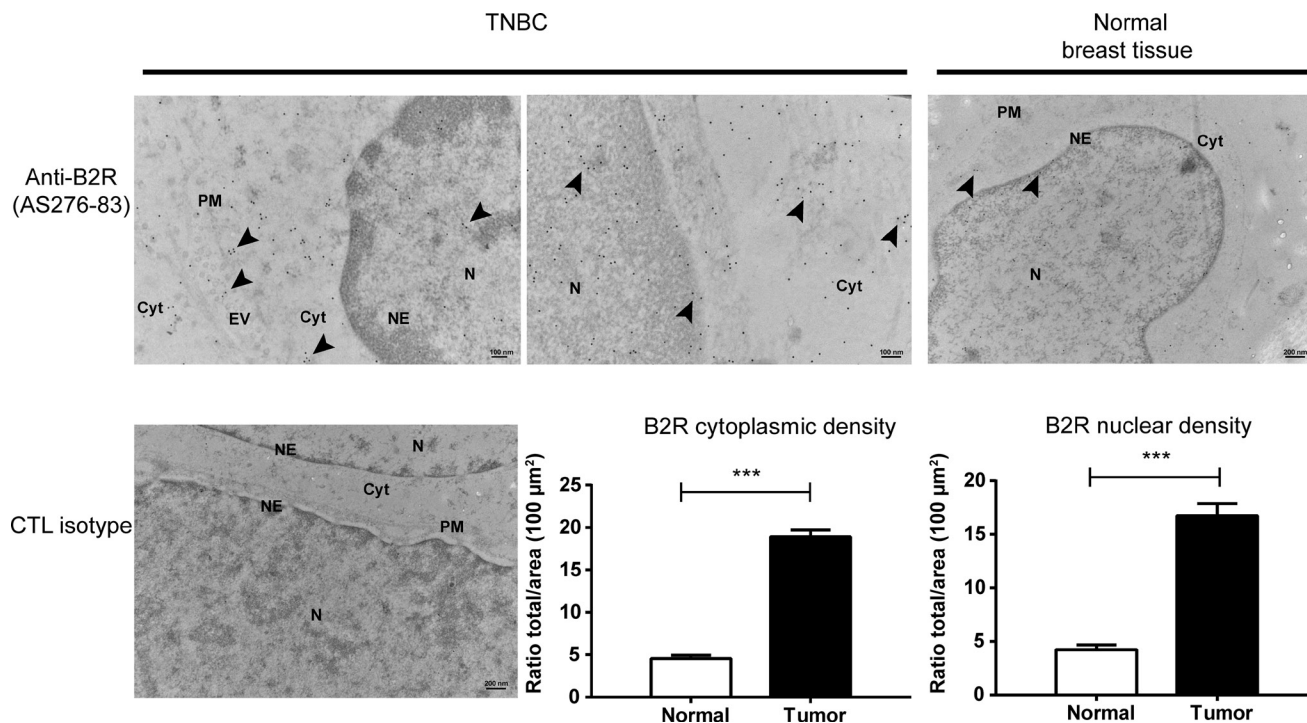 TNBC
Normal
breast tissue
Anti-B2R
(AS276-83)
PM
Cyt
EV
Cyt
NE
N
100 nm
N
Cyt
100 nm
PM
NE
Cyt
N
200 nm
CTL isotype
NE
N
Cyt
NE
PM
N
200 nm
B2R cytoplasmic density
***
Ratio total/area (100 µm²)
25
20
15
10
5
0
Normal Tumor
B2R nuclear density
***
Ratio total/area (100 µm²)
20
15
10
5
0
Normal Tumor